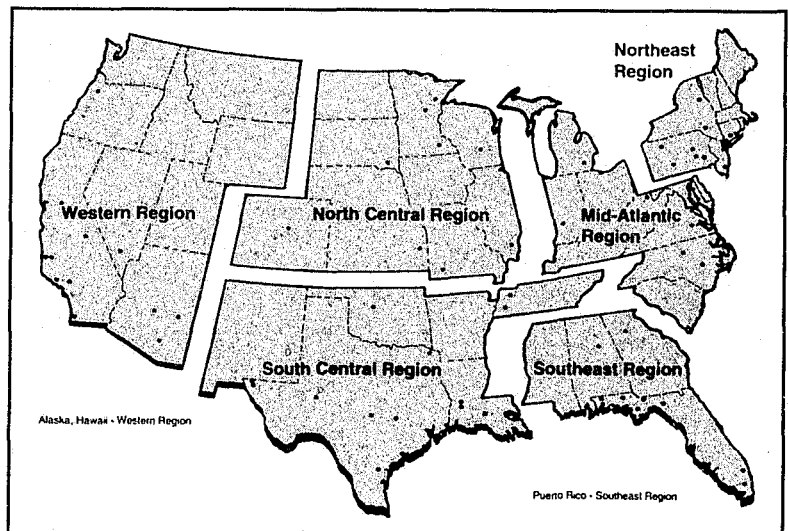 Northeast
Region
Western Region
North Central Region
Mid-Atlantic
Region
South Central Region
Southeast Region
Alaska, Hawaii - Western Region
Puerto Rico - Southeast Region